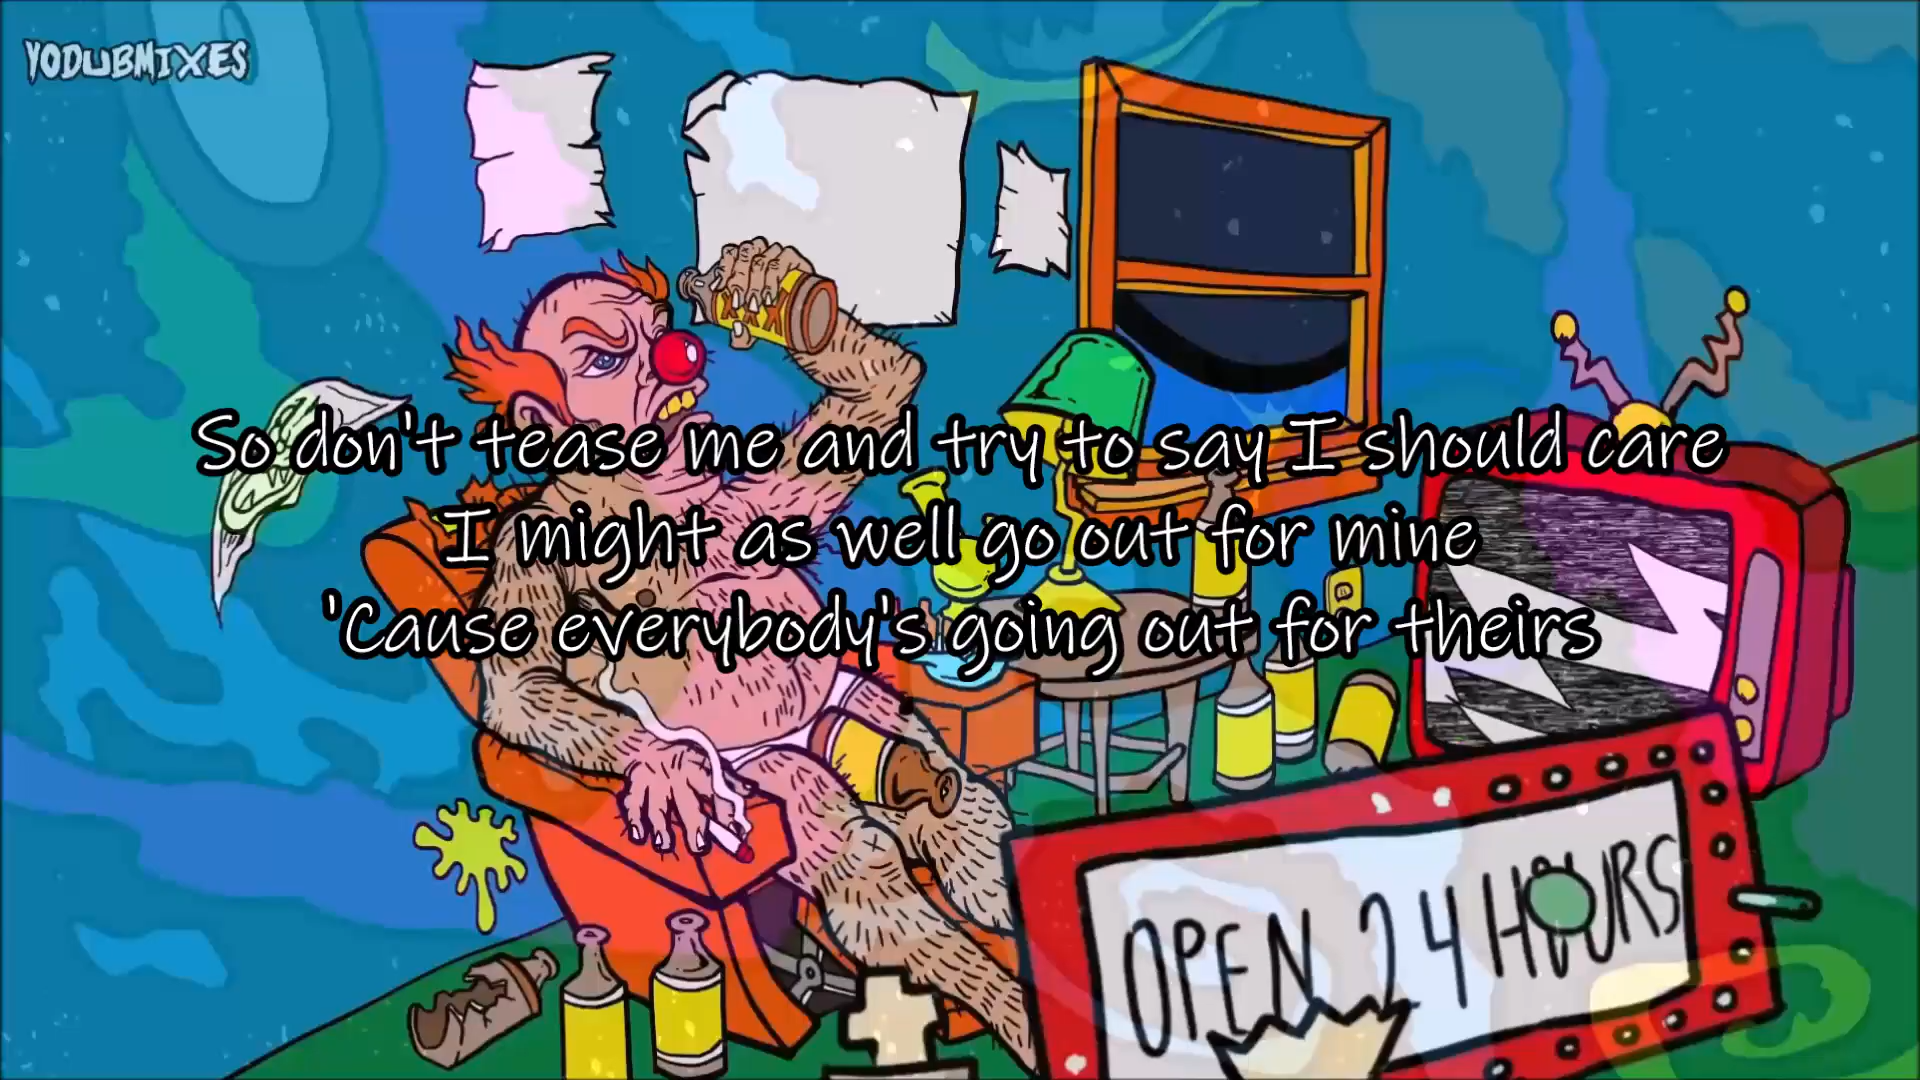 YODUBMIXES
XXX
So don't tease me and try to say I should care
I might as well go out for mine
'Cause everybody's going out for theirs
OPEN 24 HOURS